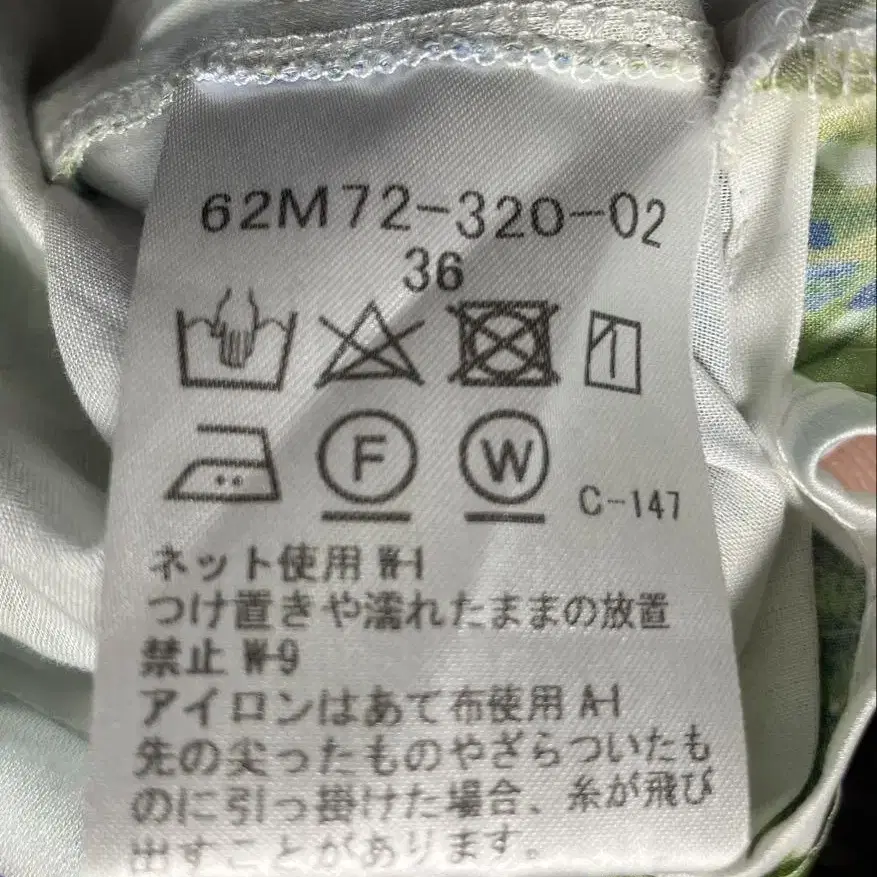 62M72-320-02
36
F W C-147
ネット使用 W-1
つけ置きや濡れたままの放置
禁止 W-9
アイロンはあて布使用 A-1
先の尖ったものやざらついたも
のに引っ掛けた場合、糸が飛び
出すことがあります。